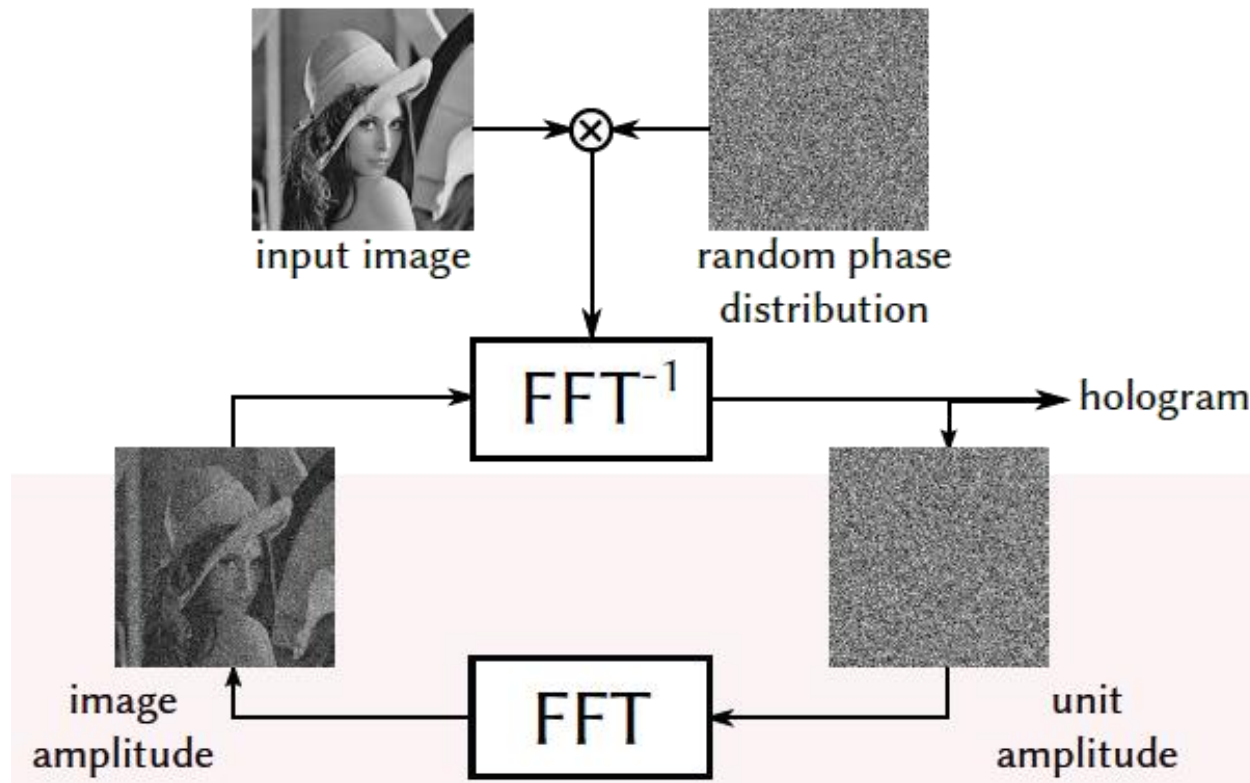 input image
random phase
distribution
FFT⁻¹
hologram
image
amplitude
FFT
unit
amplitude